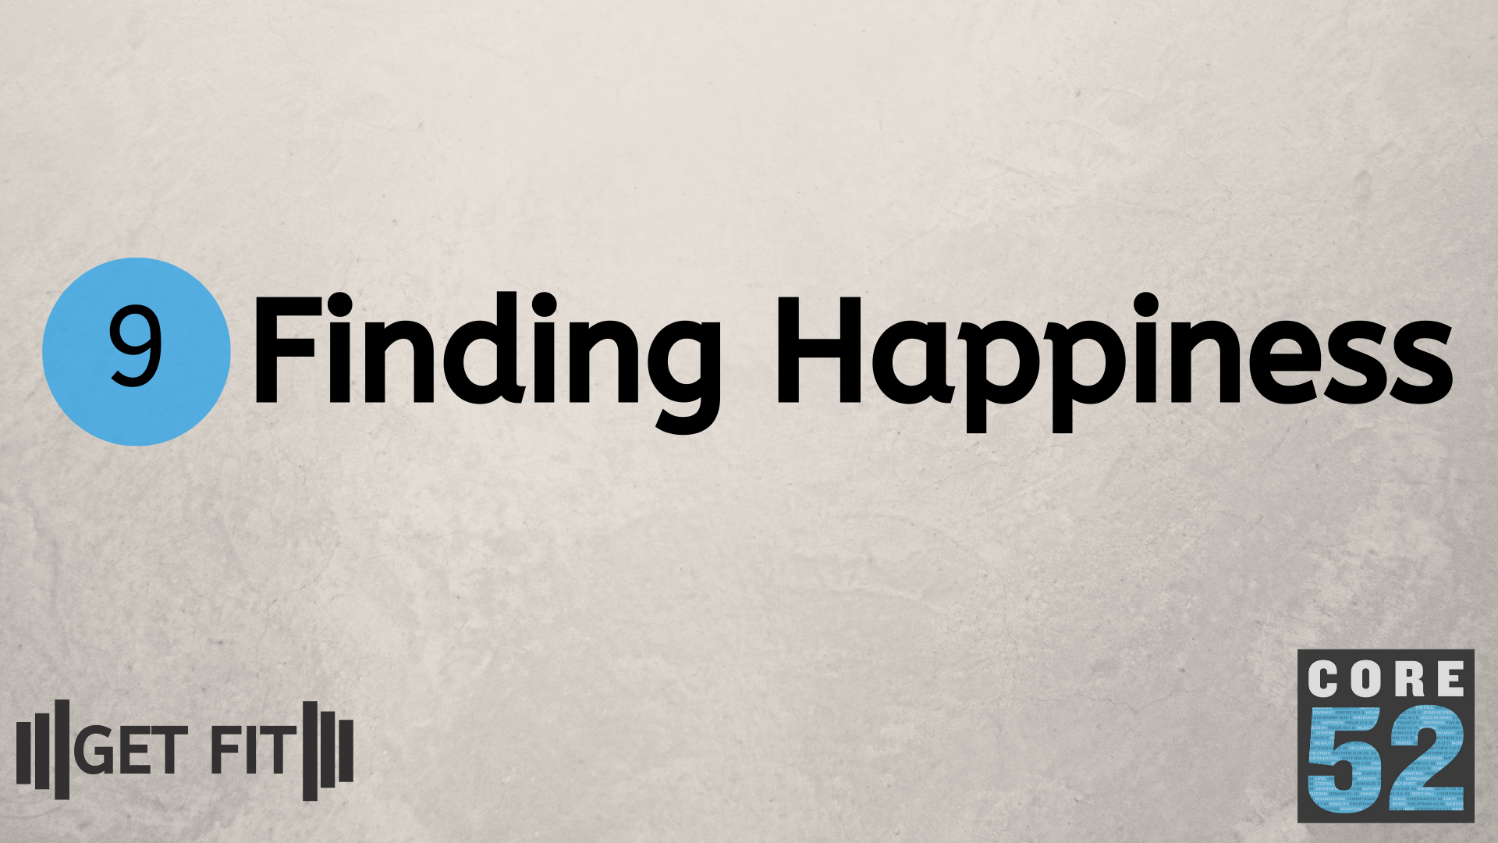 9 Finding Happiness
GET FIT
CORE
52